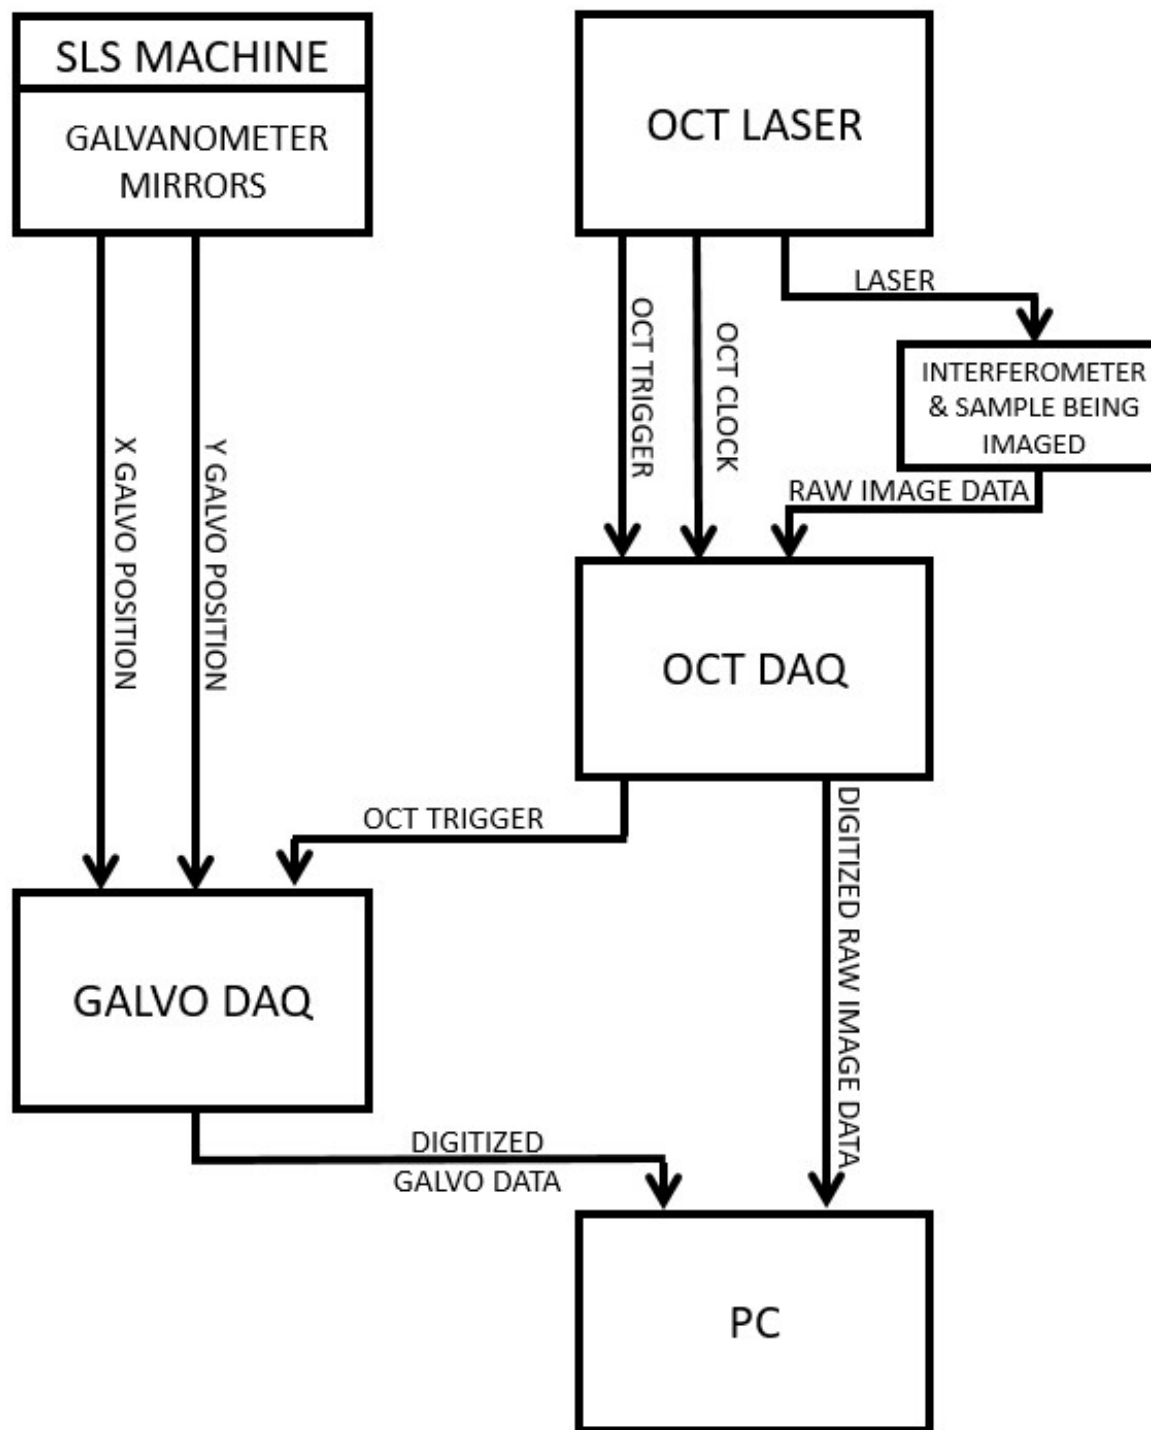 SLS MACHINE
GALVANOMETER
MIRRORS
OCT LASER
LASER
OCT TRIGGER
OCT CLOCK
INTERFEROMETER
& SAMPLE BEING
IMAGED
RAW IMAGE DATA
X GALVO POSITION
Y GALVO POSITION
OCT DAQ
OCT TRIGGER
DIGITIZED RAW IMAGE DATA
GALVO DAQ
DIGITIZED
GALVO DATA
PC